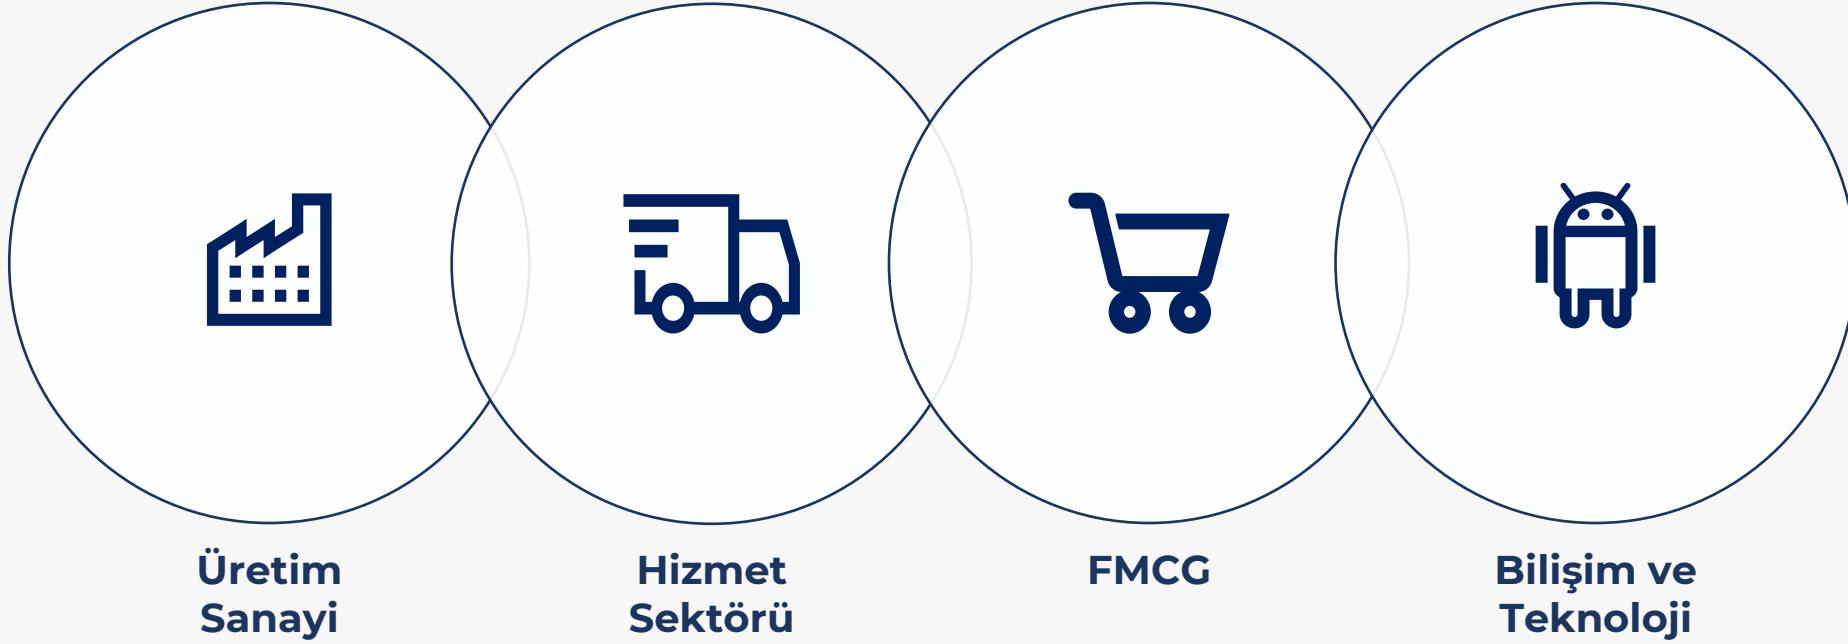 Üretim
Sanayi
Hizmet
Sektörü
FMCG
Bilişim ve
Teknoloji